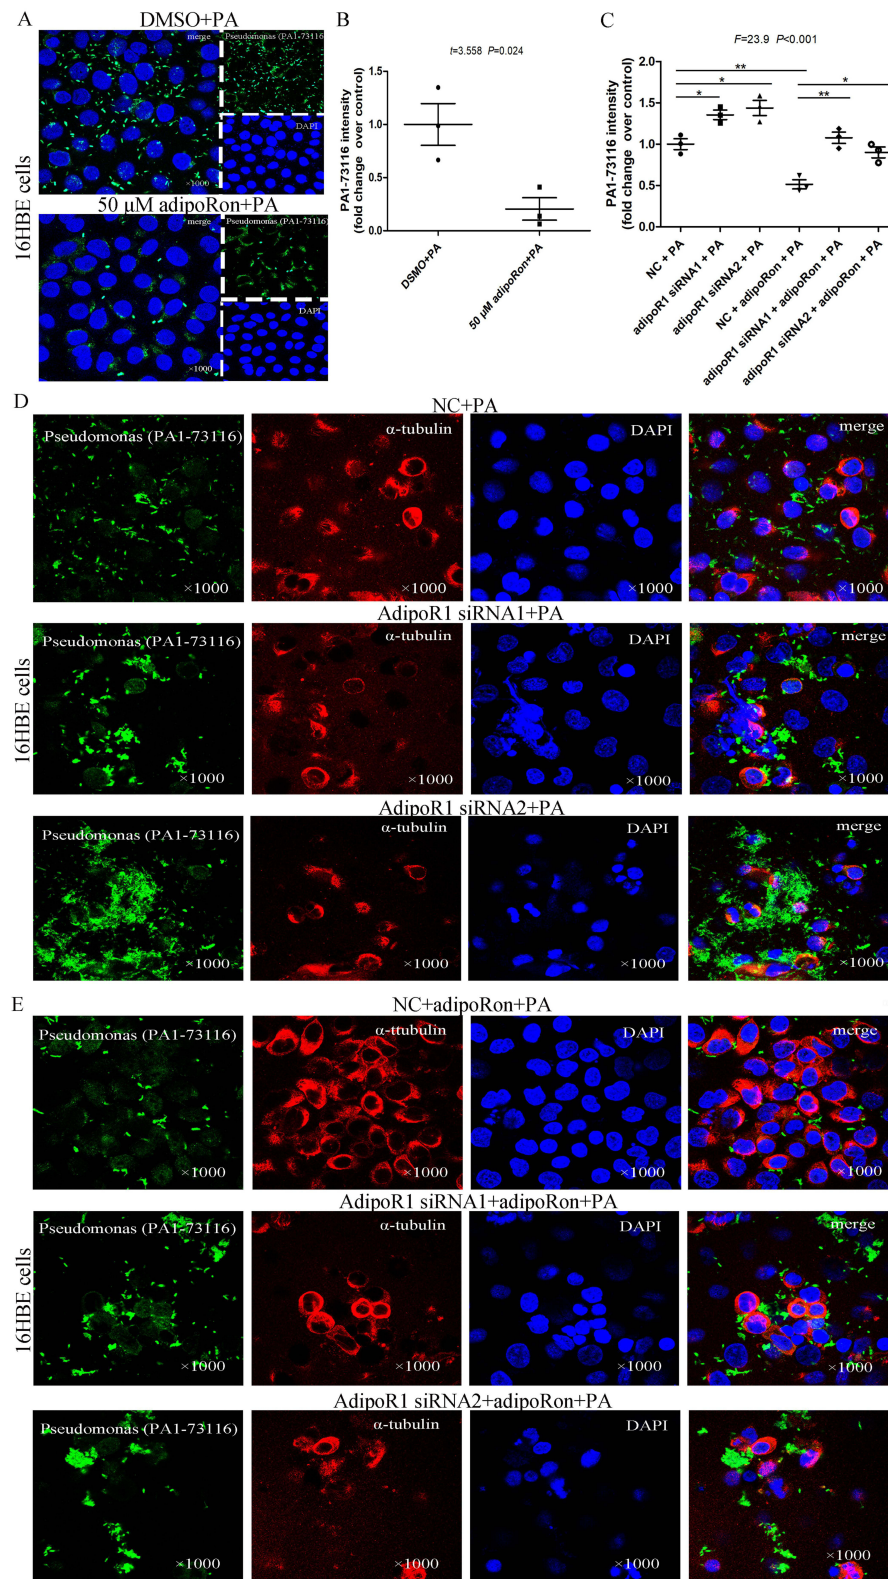 A
DMSO+PA
merge
Pseudomonas (PA1-73116)
DAPI
×1000
50 μM adipoRon+PA
merge
Pseudomonas (PA1-73116)
DAPI
×1000
16HBE cells
B
t=3.558 P=0.024
PA1-73116 intensity
(fold change over control)
1.5
1.0
0.5
0.0
DSMO+PA
50 μM adipoRon+PA
C
F=23.9 P<0.001
PA1-73116 intensity
(fold change over control)
2.0
1.5
1.0
0.5
0.0
** 
*
*
*
**
NC + PA
adipoR1 siRNA1 + PA
adipoR1 siRNA2 + PA
NC + adipoRon + PA
adipoR1 siRNA1 + adipoRon + PA
adipoR1 siRNA2 + adipoRon + PA
D
NC+PA
Pseudomonas (PA1-73116)
α-tubulin
DAPI
merge
×1000
×1000
×1000
×1000
AdipoR1 siRNA1+PA
Pseudomonas (PA1-73116)
α-tubulin
DAPI
merge
×1000
×1000
×1000
×1000
16HBE cells
AdipoR1 siRNA2+PA
Pseudomonas (PA1-73116)
α-tubulin
DAPI
merge
×1000
×1000
×1000
×1000
E
NC+adipoRon+PA
Pseudomonas (PA1-73116)
α-ttubulin
DAPI
merge
×1000
×1000
×1000
×1000
AdipoR1 siRNA1+adipoRon+PA
Pseudomonas (PA1-73116)
α-tubulin
DAPI
merge
×1000
×1000
×1000
×1000
16HBE cells
AdipoR1 siRNA2+adipoRon+PA
Pseudomonas (PA1-73116)
α-tubulin
DAPI
merge
×1000
×1000
×1000
×1000